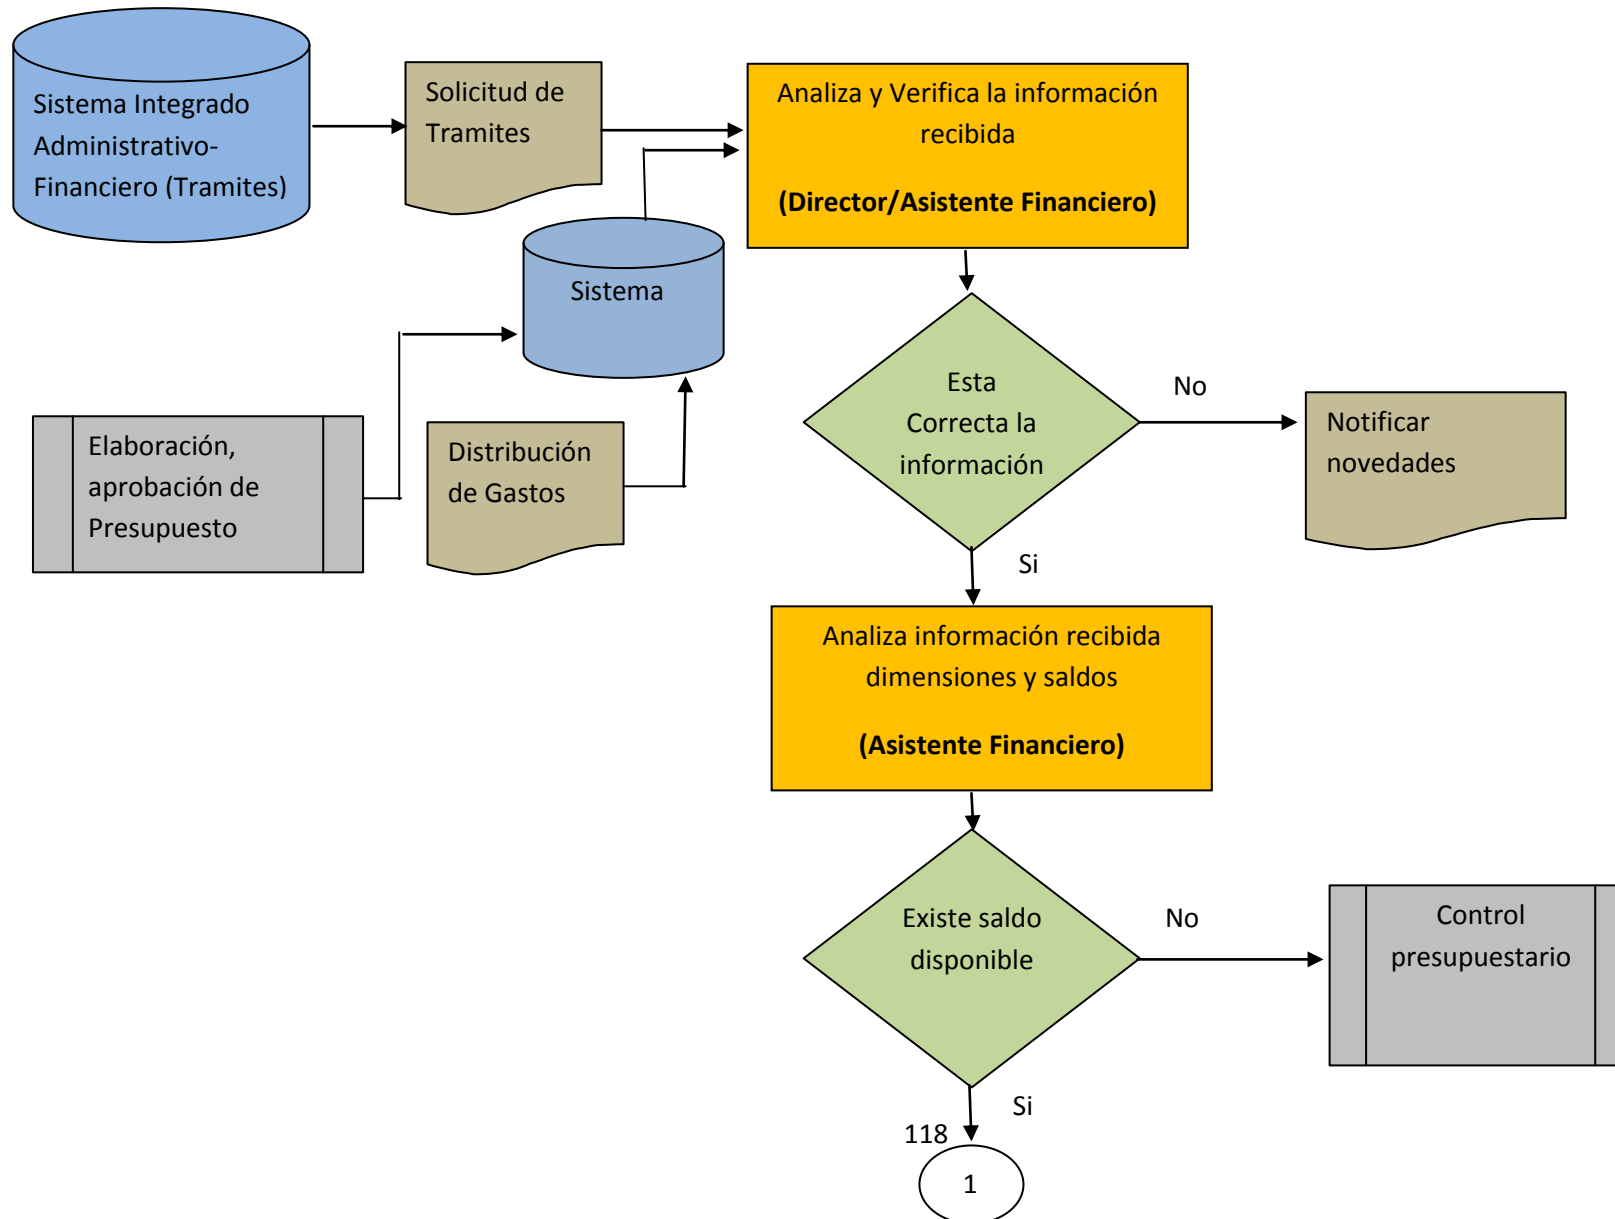 Sistema Integrado
Administrativo-
Financiero (Tramites)
Solicitud de
Tramites
Analiza y Verifica la información
recibida
(Director/Asistente Financiero)
Sistema
Elaboración,
aprobación de
Presupuesto
Distribución
de Gastos
Esta
Correcta la
información
No
Notificar
novedades
Si
Analiza información recibida
dimensiones y saldos
(Asistente Financiero)
Existe saldo
disponible
No
Control
presupuestario
Si
118
1